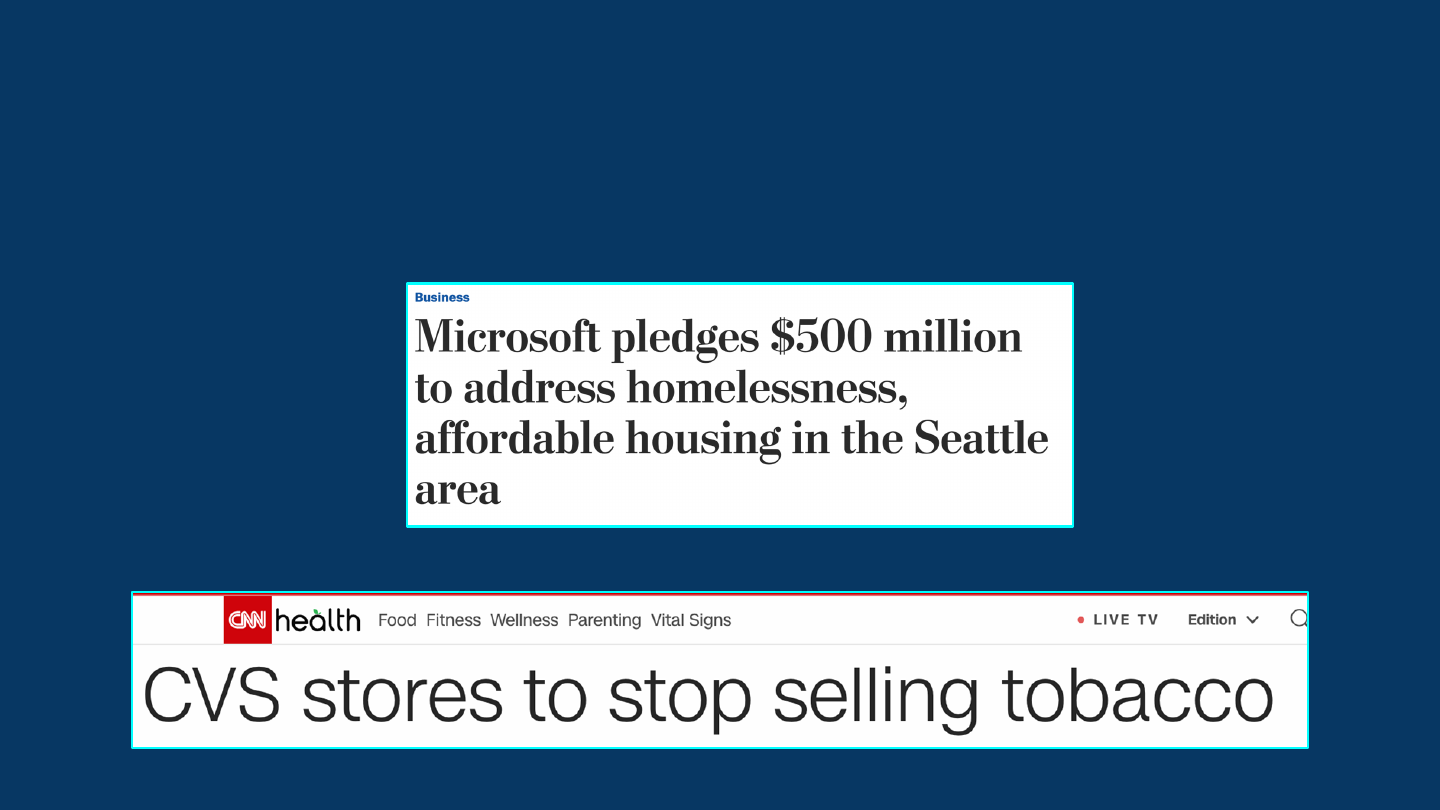 Business
Microsoft pledges $500 million
to address homelessness,
affordable housing in the Seattle
area
CNN health Food Fitness Wellness Parenting Vital Signs LIVE TV Edition
CVS stores to stop selling tobacco